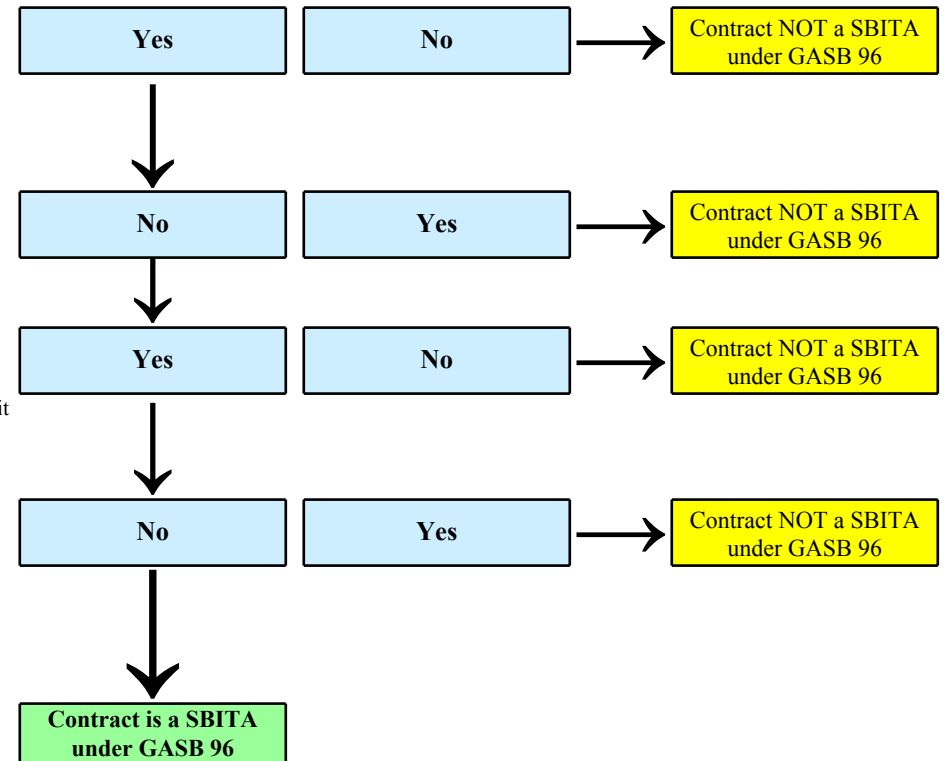 Yes
No
Contract NOT a SBITA
under GASB 96
No
Yes
Contract NOT a SBITA
under GASB 96
Yes
No
Contract NOT a SBITA
under GASB 96
it
No
Yes
Contract NOT a SBITA
under GASB 96
Contract is a SBITA
under GASB 96